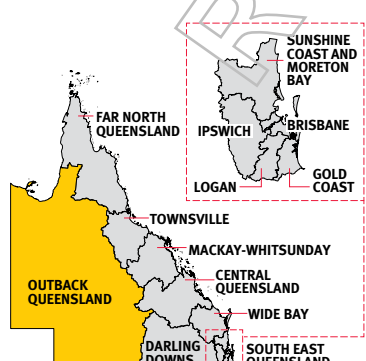 SUNSHINE
COAST AND
MORETON
BAY
FAR NORTH
QUEENSLAND
IPSWICH
BRISBANE
LOGAN
GOLD
COAST
TOWNSVILLE
MACKAY-WHITSUNDAY
CENTRAL
QUEENSLAND
OUTBACK
QUEENSLAND
WIDE BAY
DARLING
DOWNS
SOUTH EAST
QUEENSLAND